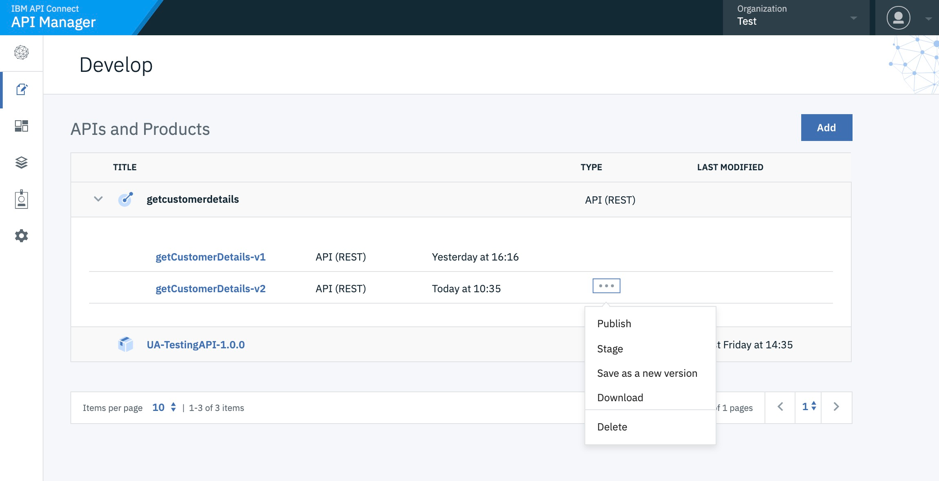 IBM API Connect
API Manager
Organization
Test
Develop
APIs and Products
Add
TITLE TYPE LAST MODIFIED
getcustomerdetails API (REST)
getCustomerDetails-v1 API (REST) Yesterday at 16:16
getCustomerDetails-v2 API (REST) Today at 10:35
Publish
Stage
Save as a new version
Download
Delete
UA-TestingAPI-1.0.0 Friday at 14:35
Items per page 10 | 1-3 of 3 items of 1 pages 1